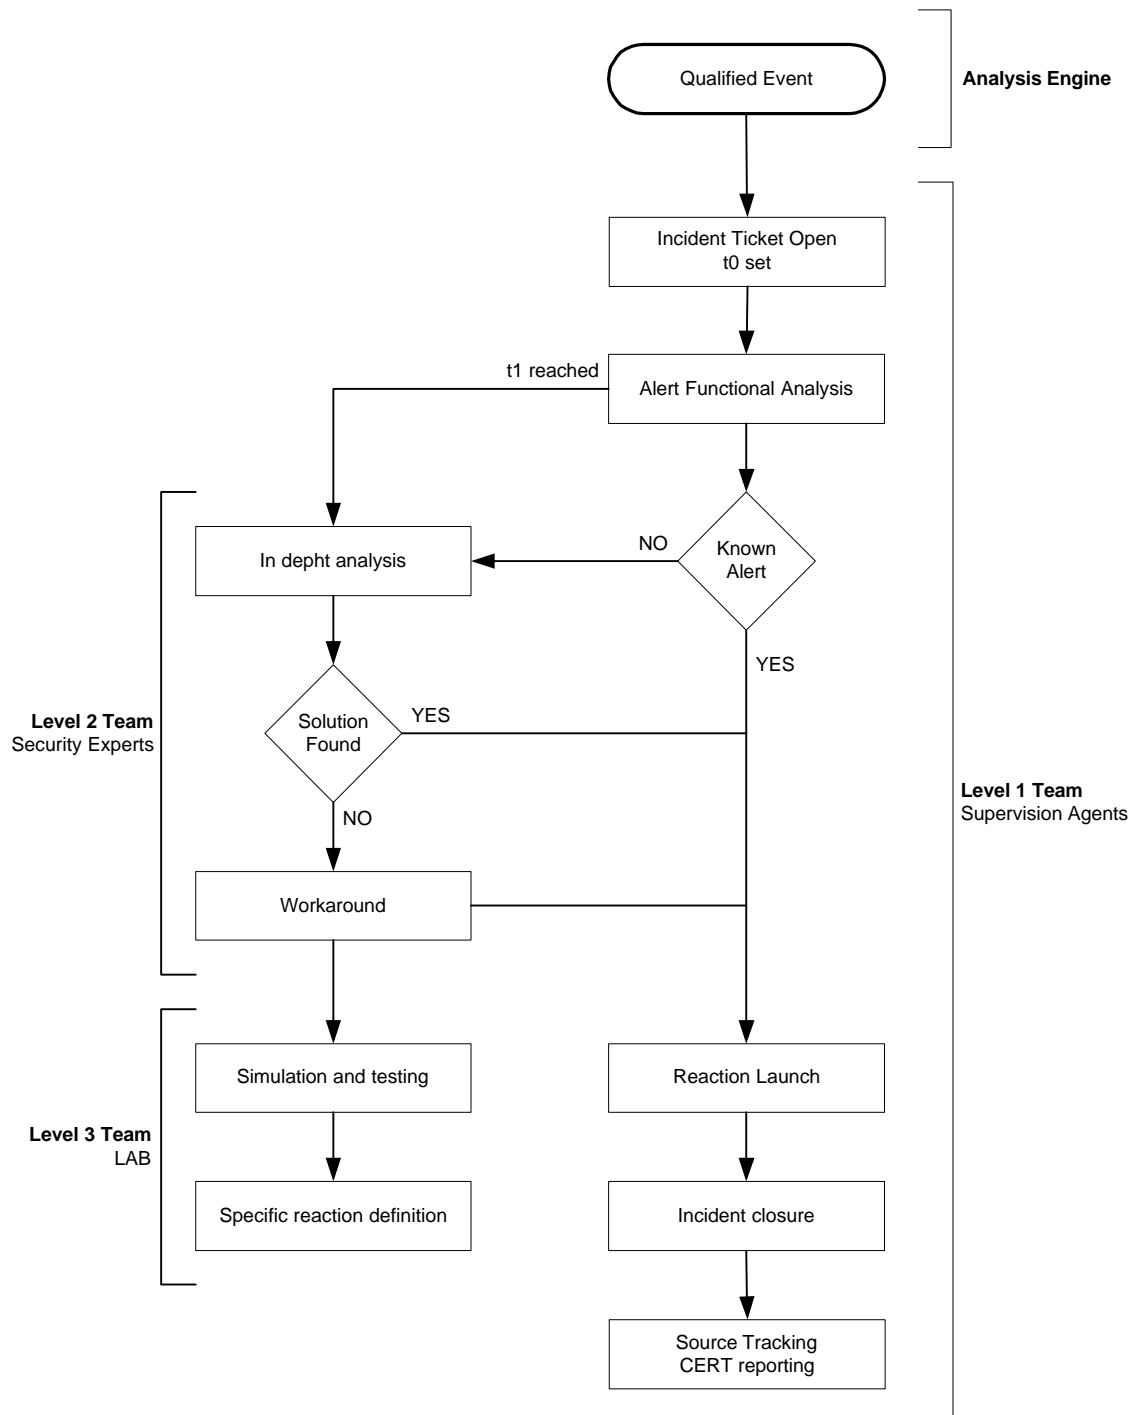 Qualified Event
Analysis Engine
Incident Ticket Open
t0 set
t1 reached
Alert Functional Analysis
In depht analysis
NO
Known
Alert
YES
Solution
Found
YES
Level 2 Team
Security Experts
NO
Level 1 Team
Supervision Agents
Workaround
Simulation and testing
Reaction Launch
Level 3 Team
LAB
Specific reaction definition
Incident closure
Source Tracking
CERT reporting